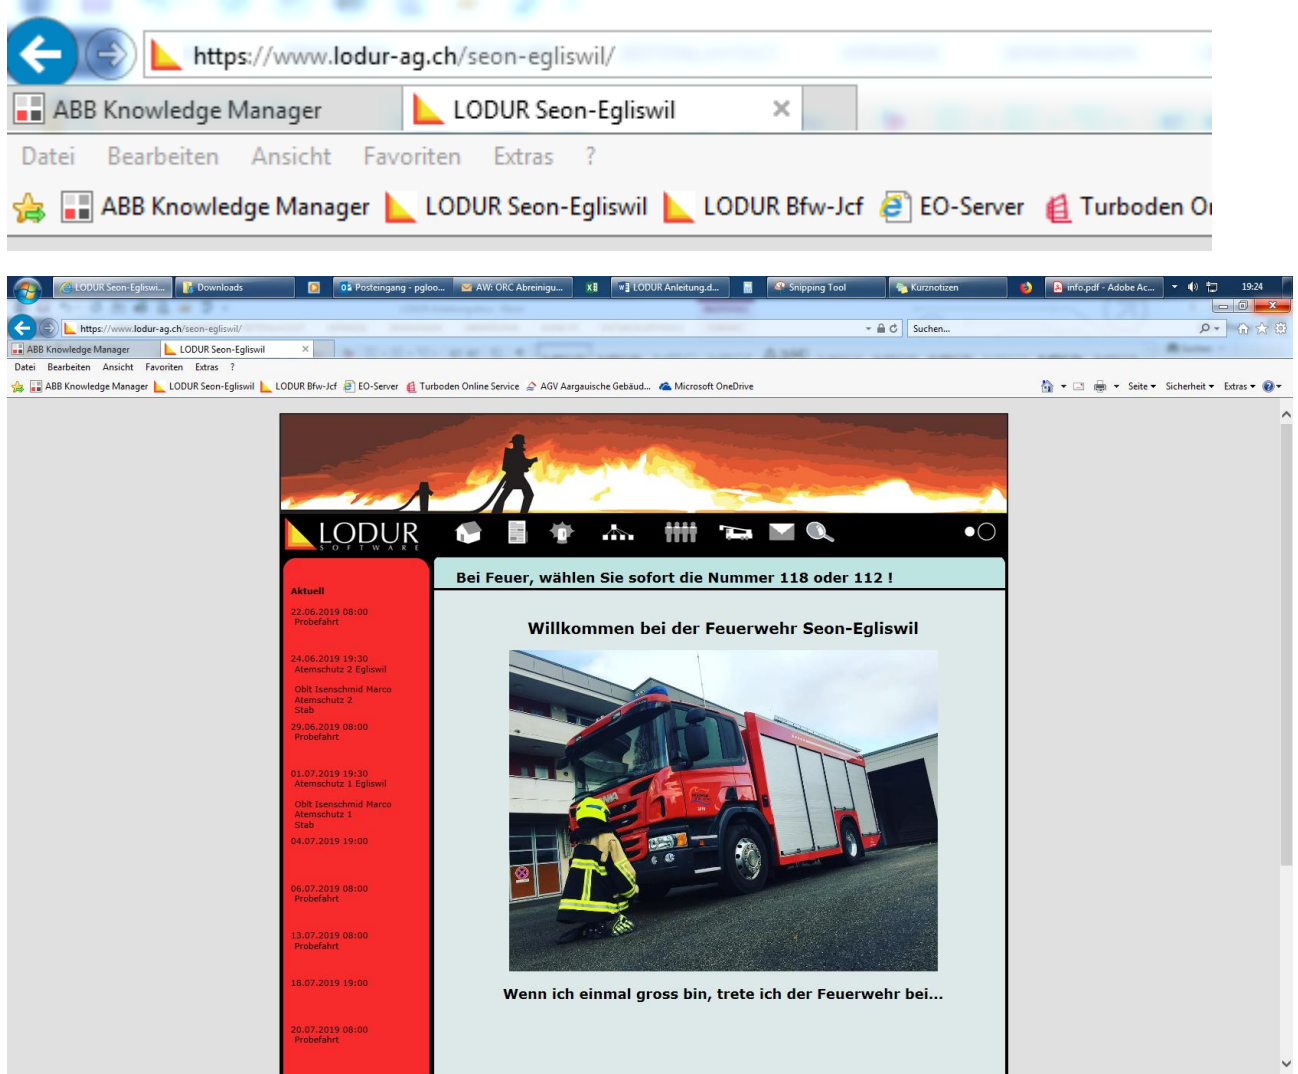 https://www.lodur-ag.ch/seon-egliswil/
ABB Knowledge Manager LODUR Seon-Egliswil
Datei Bearbeiten Ansicht Favoriten Extras ?
ABB Knowledge Manager LODUR Seon-Egliswil LODUR Bfw-Jcf EO-Server Turboden
LODUR Seon-Egliswi... Downloads Posteingang - pgloo... AW: ORC Abreinigu... LODUR Anleitung.d... Snipping Tool Kurznotizen info.pdf - Adobe Ac... 19:24
https://www.lodur-ag.ch/seon-egliswil/ Suchen...
ABB Knowledge Manager LODUR Seon-Egliswil
Datei Bearbeiten Ansicht Favoriten Extras ?
ABB Knowledge Manager LODUR Seon-Egliswil LODUR Bfw-Jcf EO-Server Turboden Online Service AGV Aargauische Gebäud... Microsoft OneDrive Seite Sicherheit Extras
LODUR
SOFTWARE
Bei Feuer, wählen Sie sofort die Nummer 118 oder 112 !
Aktuell
22.06.2019 08:00
Probefahrt
24.06.2019 19:30
Atemschutz 2 Egliswil
Oblt Isenschmid Marco
Atemschutz 2
Stab
29.06.2019 08:00
Probefahrt
01.07.2019 19:30
Atemschutz 1 Egliswil
Oblt Isenschmid Marco
Atemschutz 1
Stab
04.07.2019 19:00
06.07.2019 08:00
Probefahrt
13.07.2019 08:00
Probefahrt
18.07.2019 19:00
20.07.2019 08:00
Probefahrt
Willkommen bei der Feuerwehr Seon-Egliswil
Wenn ich einmal gross bin, trete ich der Feuerwehr bei...